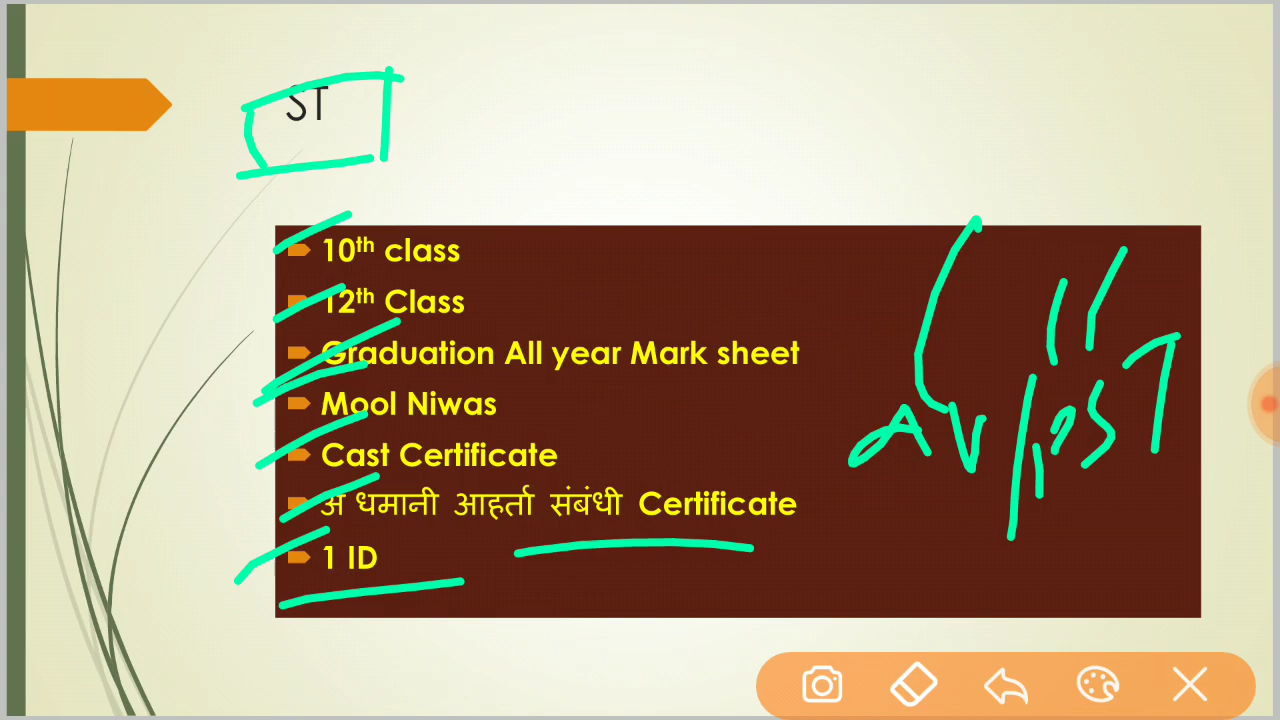 ST
10th class
12th Class
Graduation All year Mark sheet
Mool Niwas
Cast Certificate
अ धमानी आहर्ता संबंधी Certificate
1 ID